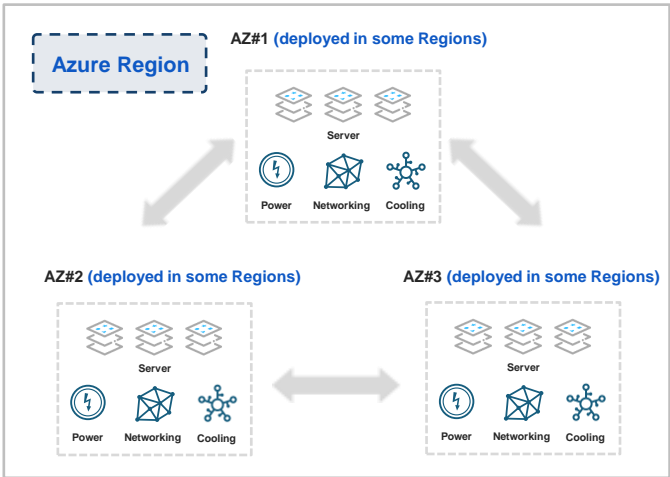 AZ#1 (deployed in some Regions)
Azure Region
Server
Power Networking Cooling
AZ#2 (deployed in some Regions)
Server
Power Networking Cooling
AZ#3 (deployed in some Regions)
Server
Power Networking Cooling